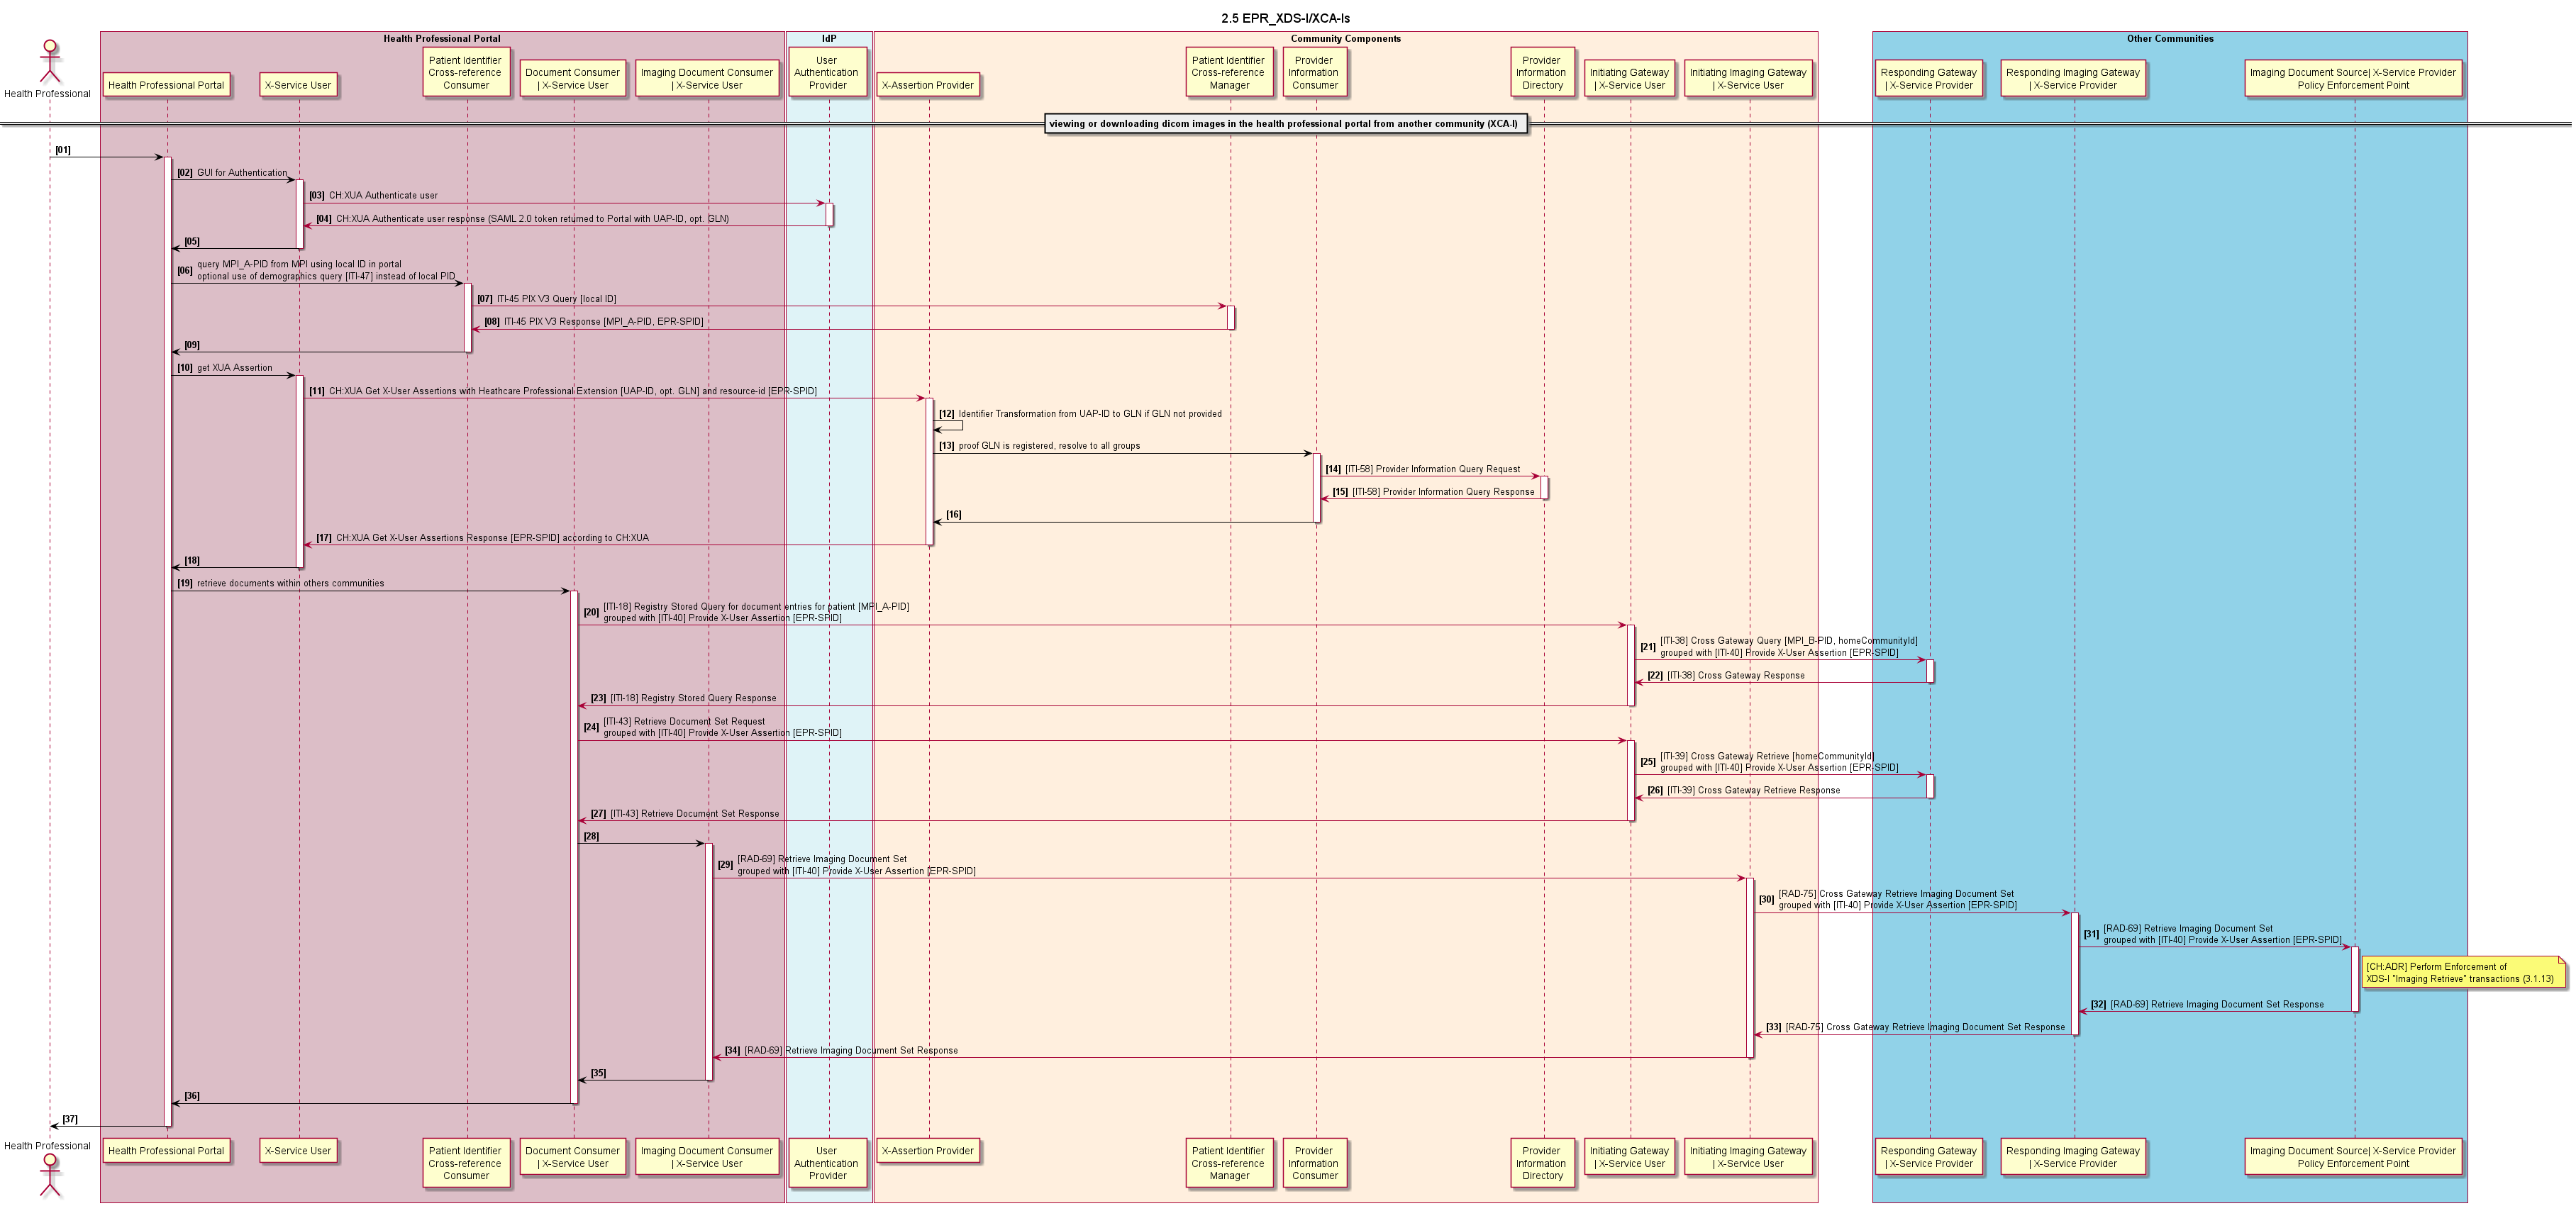 2.5 EPR_XDS-I/XCA-Is
Health Professional Portal
IdP
Community Components
Other Communities
Health Professional
Health Professional Portal
X-Service User
Patient Identifier
Cross-reference
Consumer
Document Consumer
| X-Service User
Imaging Document Consumer
| X-Service User
User
Authentication
Provider
X-Assertion Provider
Patient Identifier
Cross-reference
Manager
Provider
Information
Consumer
Provider
Information
Directory
Initiating Gateway
| X-Service User
Initiating Imaging Gateway
| X-Service User
Responding Gateway
| X-Service Provider
Responding Imaging Gateway
| X-Service Provider
Imaging Document Source| X-Service Provider
Policy Enforcement Point
viewing or downloading dicom images in the health professional portal from another community (XCA-I)
[01]
[02] GUI for Authentication
[03] CH:XUA Authenticate user
[04] CH:XUA Authenticate user response (SAML 2.0 token returned to Portal with UAP-ID, opt. GLN)
[05]
[06] query MPI_A-PID from MPI using local ID in portal
optional use of demographics query [ITI-47] instead of local PID
[07] ITI-45 PIX V3 Query [local ID]
[08] ITI-45 PIX V3 Response [MPI_A-PID, EPR-SPID]
[09]
[10] get XUA Assertion
[11] CH:XUA Get X-User Assertions with Heathcare Professional Extension [UAP-ID, opt. GLN] and resource-id [EPR-SPID]
[12] Identifier Transformation from UAP-ID to GLN if GLN not provided
[13] proof GLN is registered, resolve to all groups
[14] [ITI-58] Provider Information Query Request
[15] [ITI-58] Provider Information Query Response
[16]
[17] CH:XUA Get X-User Assertions Response [EPR-SPID] according to CH:XUA
[18]
[19] retrieve documents within others communities
[20] [ITI-18] Registry Stored Query for document entries for patient [MPI_A-PID]
grouped with [ITI-40] Provide X-User Assertion [EPR-SPID]
[21] [ITI-38] Cross Gateway Query [MPI_B-PID, homeCommunityId]
grouped with [ITI-40] Provide X-User Assertion [EPR-SPID]
[22] [ITI-38] Cross Gateway Response
[23] [ITI-18] Registry Stored Query Response
[24] [ITI-43] Retrieve Document Set Request
grouped with [ITI-40] Provide X-User Assertion [EPR-SPID]
[25] [ITI-39] Cross Gateway Retrieve [homeCommunityId]
grouped with [ITI-40] Provide X-User Assertion [EPR-SPID]
[26] [ITI-39] Cross Gateway Retrieve Response
[27] [ITI-43] Retrieve Document Set Response
[28]
[29] [RAD-69] Retrieve Imaging Document Set
grouped with [ITI-40] Provide X-User Assertion [EPR-SPID]
[30] [RAD-75] Cross Gateway Retrieve Imaging Document Set
grouped with [ITI-40] Provide X-User Assertion [EPR-SPID]
[31] [RAD-69] Retrieve Imaging Document Set
grouped with [ITI-40] Provide X-User Assertion [EPR-SPID]
[CH:ADR] Perform Enforcement of
XDS-I "Imaging Retrieve" transactions (3.1.13)
[32] [RAD-69] Retrieve Imaging Document Set Response
[33] [RAD-75] Cross Gateway Retrieve Imaging Document Set Response
[34] [RAD-69] Retrieve Imaging Document Set Response
[35]
[36]
[37]
Health Professional
Health Professional Portal
X-Service User
Patient Identifier
Cross-reference
Consumer
Document Consumer
| X-Service User
Imaging Document Consumer
| X-Service User
User
Authentication
Provider
X-Assertion Provider
Patient Identifier
Cross-reference
Manager
Provider
Information
Consumer
Provider
Information
Directory
Initiating Gateway
| X-Service User
Initiating Imaging Gateway
| X-Service User
Responding Gateway
| X-Service Provider
Responding Imaging Gateway
| X-Service Provider
Imaging Document Source| X-Service Provider
Policy Enforcement Point